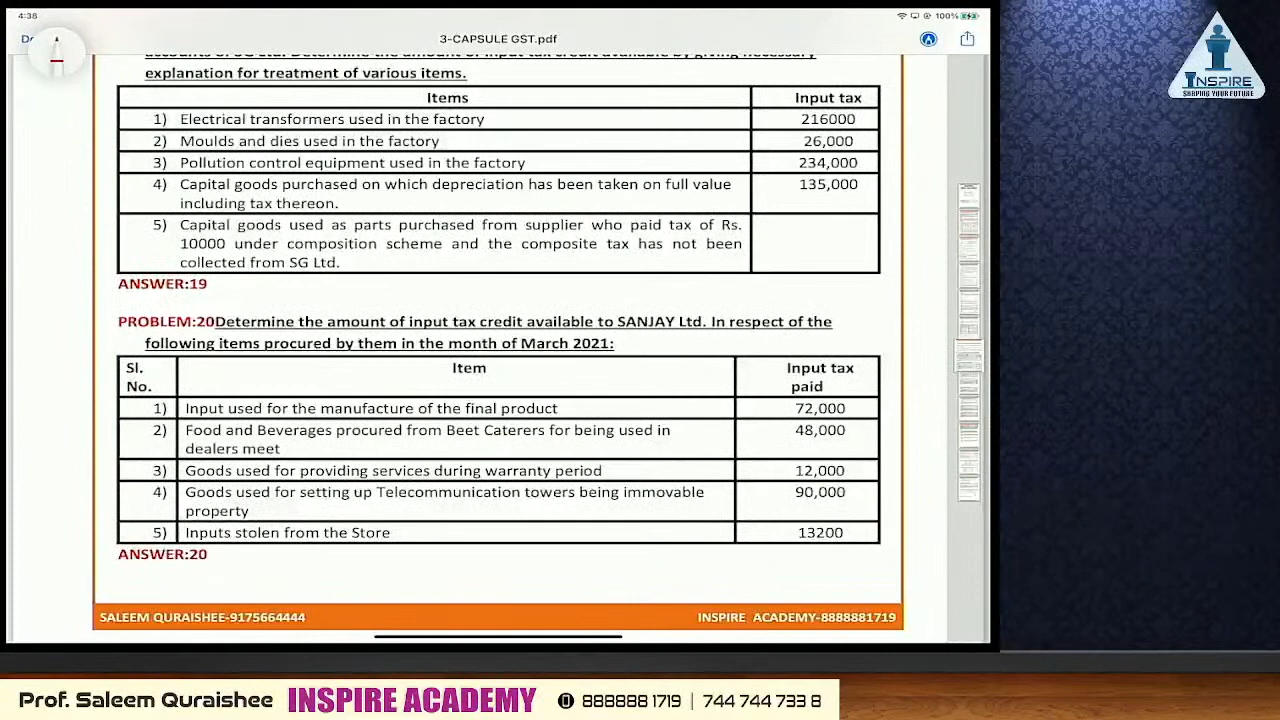 4:38
100%
3-CAPSULE GST.pdf
explanation for treatment of various items.
Items Input tax
1) Electrical transformers used in the factory 216000
2) Moulds and dies used in the factory 26,000
3) Pollution control equipment used in the factory 234,000
4) Capital goods purchased on which depreciation has been taken on full value 135,000
including tax thereon.
5) Capital goods used as parts purchased from supplier who paid tax of Rs.
10000 under composition scheme and the composite tax has not been
collected from SG Ltd.
ANSWER:19
PROBLEM:20Determine the amount of input tax credit available to SANJAY Ltd. In respect of the
following items procured by them in the month of March 2021:
Sl. Item Input tax
No. paid
1) Input used for the manufacture of the final product 72,000
2) Food and Beverages procured from Beet Caterers for being used in 48,000
dealers meet
3) Goods used for providing services during warranty period 12,000
4) Goods used for setting up Telecommunication towers being immovable 90,000
property
5) Inputs stolen from the Store 13200
ANSWER:20
SALEEM QURAISHEE-9175664444 INSPIRE ACADEMY-8888881719
INSPIRE
SHAPING YOUR FUTURE
Prof. Saleem Quraishee INSPIRE ACADEMY 888888 1719 | 744 744 733 8